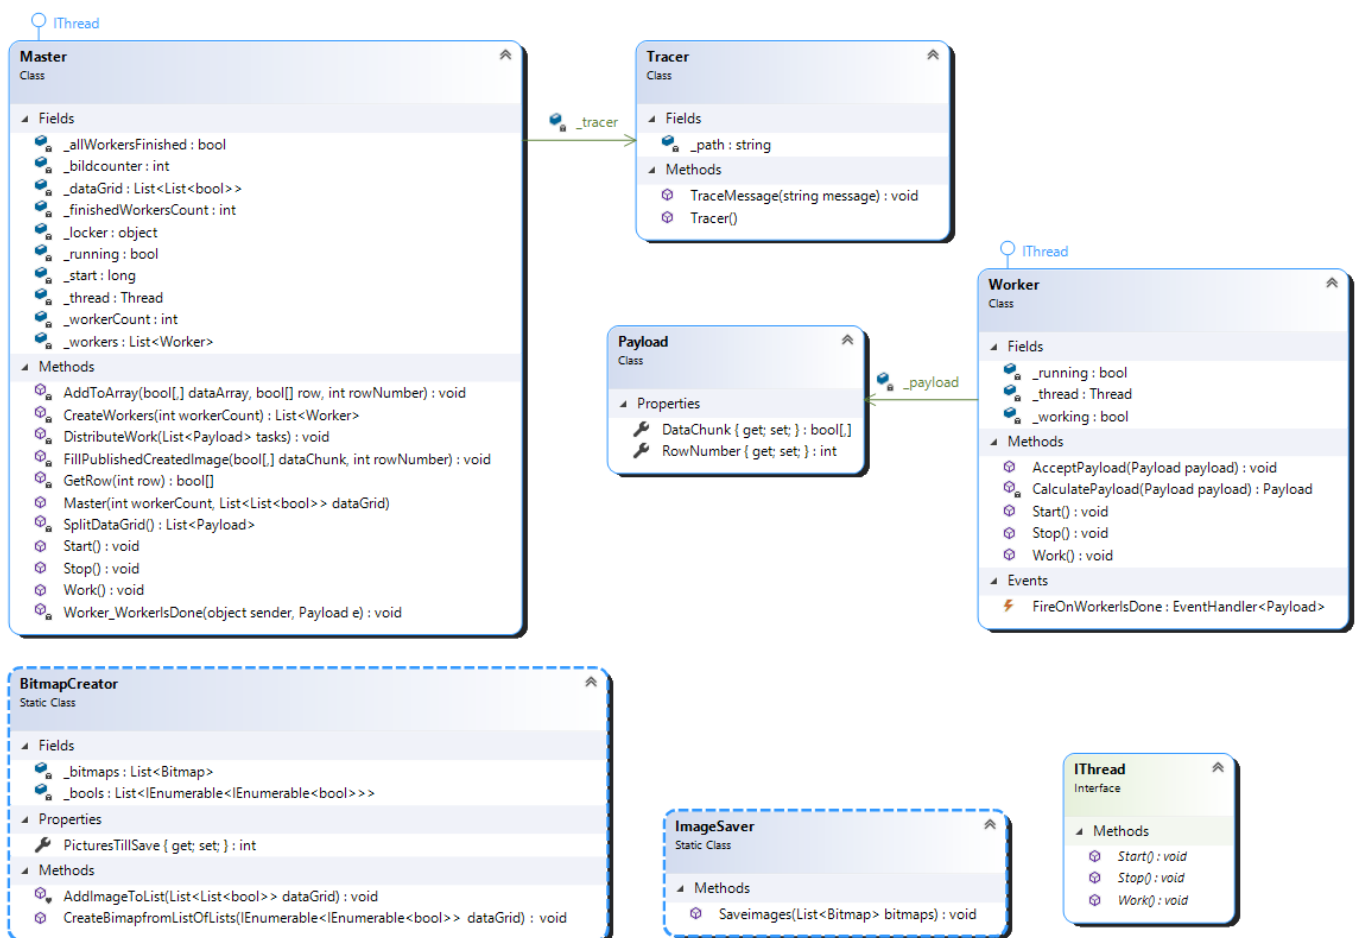 IThread
Master
Class
Fields
_allWorkersFinished : bool
_bildcounter : int
_dataGrid : List<List<bool>>
_finishedWorkersCount : int
_locker : object
_running : bool
_start : long
_thread : Thread
_workerCount : int
_workers : List<Worker>
Methods
AddToArray(bool[,] dataArray, bool[] row, int rowNumber) : void
CreateWorkers(int workerCount) : List<Worker>
DistributeWork(List<Payload> tasks) : void
FillPublishedCreatedImage(bool[,] dataChunk, int rowNumber) : void
GetRow(int row) : bool[]
Master(int workerCount, List<List<bool>> dataGrid)
SplitDataGrid() : List<Payload>
Start() : void
Stop() : void
Work() : void
Worker_WorkerIsDone(object sender, Payload e) : void
_tracer
Tracer
Class
Fields
_path : string
Methods
TraceMessage(string message) : void
Tracer()
Payload
Class
Properties
DataChunk { get; set; } : bool[,]
RowNumber { get; set; } : int
_payload
IThread
Worker
Class
Fields
_running : bool
_thread : Thread
_working : bool
Methods
AcceptPayload(Payload payload) : void
CalculatePayload(Payload payload) : Payload
Start() : void
Stop() : void
Work() : void
Events
FireOnWorkerIsDone : EventHandler<Payload>
BitmapCreator
Static Class
Fields
_bitmaps : List<Bitmap>
_bools : List<IEnumerable<IEnumerable<bool>>>
Properties
PicturesTillSave { get; set; } : int
Methods
AddImageToList(List<List<bool>> dataGrid) : void
CreateBimapfromListOfLists(IEnumerable<IEnumerable<bool>> dataGrid) : void
ImageSaver
Static Class
Methods
Saveimages(List<Bitmap> bitmaps) : void
IThread
Interface
Methods
Start() : void
Stop() : void
Work() : void